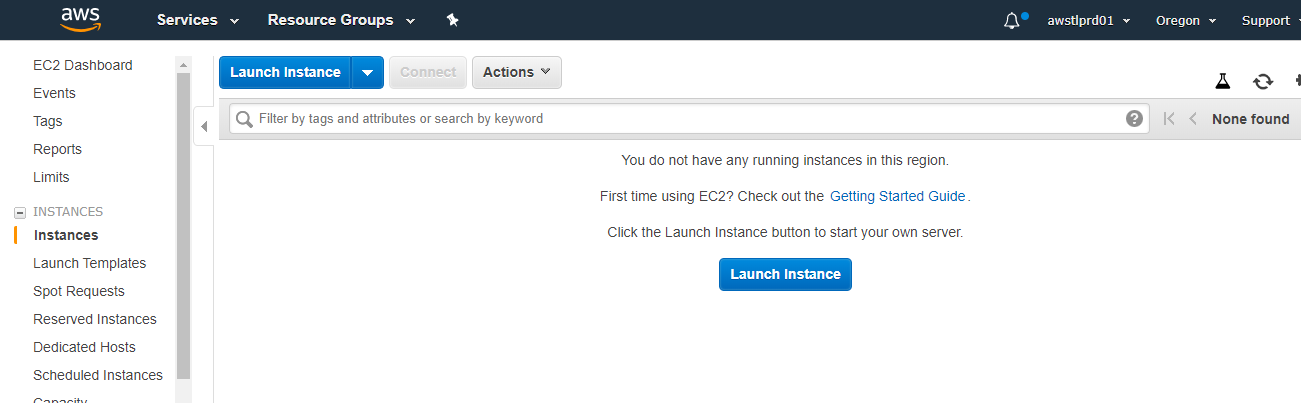 aws Services Resource Groups awstlprd01 Oregon Support
EC2 Dashboard
Events
Tags
Reports
Limits
INSTANCES
Instances
Launch Templates
Spot Requests
Reserved Instances
Dedicated Hosts
Scheduled Instances
Capacity
Launch Instance Connect Actions
Filter by tags and attributes or search by keyword ? None found
You do not have any running instances in this region.
First time using EC2? Check out the Getting Started Guide.
Click the Launch Instance button to start your own server.
Launch Instance